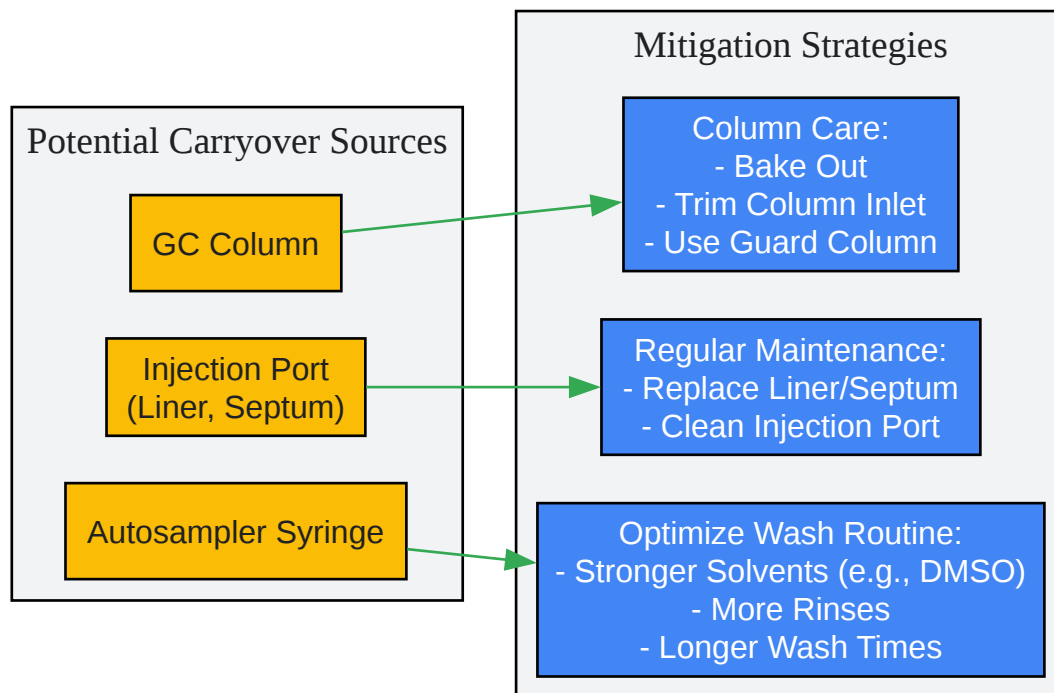 Potential Carryover Sources
GC Column
Injection Port
(Liner, Septum)
Autosampler Syringe
Mitigation Strategies
Column Care:
- Bake Out
- Trim Column Inlet
- Use Guard Column
Regular Maintenance:
- Replace Liner/Septum
- Clean Injection Port
Optimize Wash Routine:
- Stronger Solvents (e.g., DMSO)
- More Rinses
- Longer Wash Times